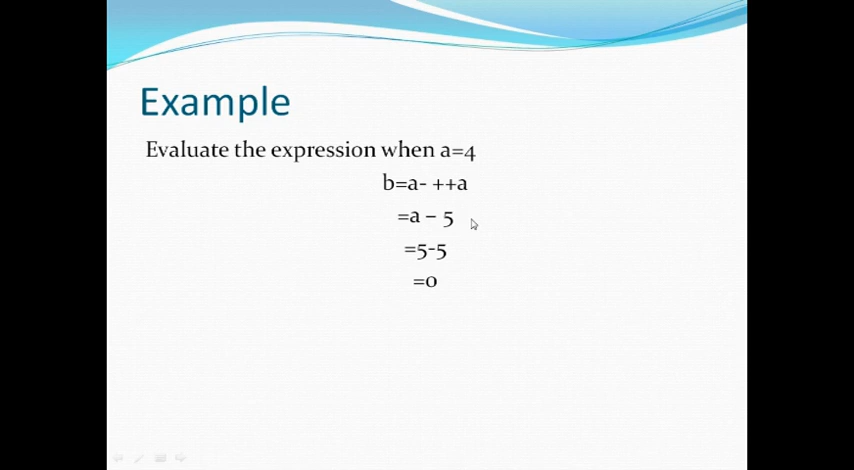 Example
Evaluate the expression when a=4
b=a- ++a
=a – 5
=5-5
=0